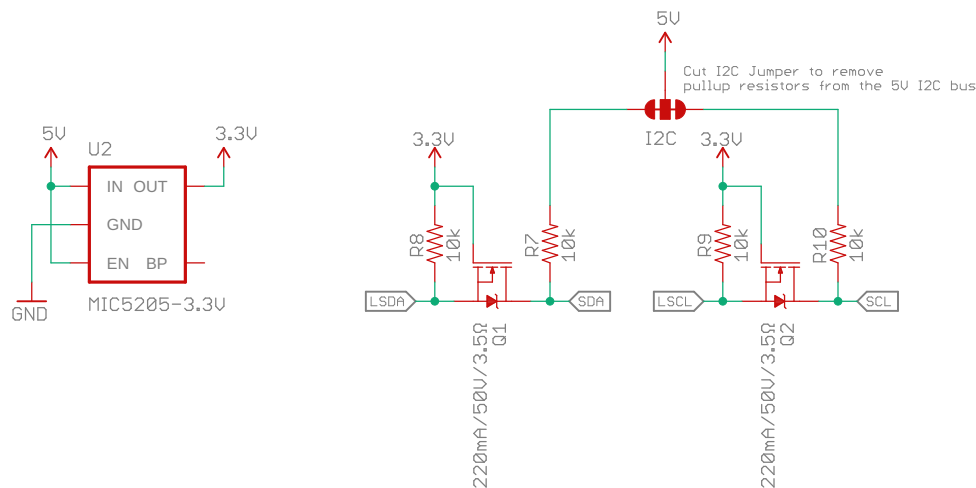 5V
Cut I2C Jumper to remove
pullup resistors from the 5V I2C bus
I2C
5V
3.3V
U2
IN OUT
GND
EN BP
MIC5205-3.3V
GND
3.3V
R8
10k
R7
10k
LSDA
SDA
Q1
220mA/50V/3.5Ω
3.3V
R9
10k
R10
10k
LSCL
SCL
Q2
220mA/50V/3.5Ω